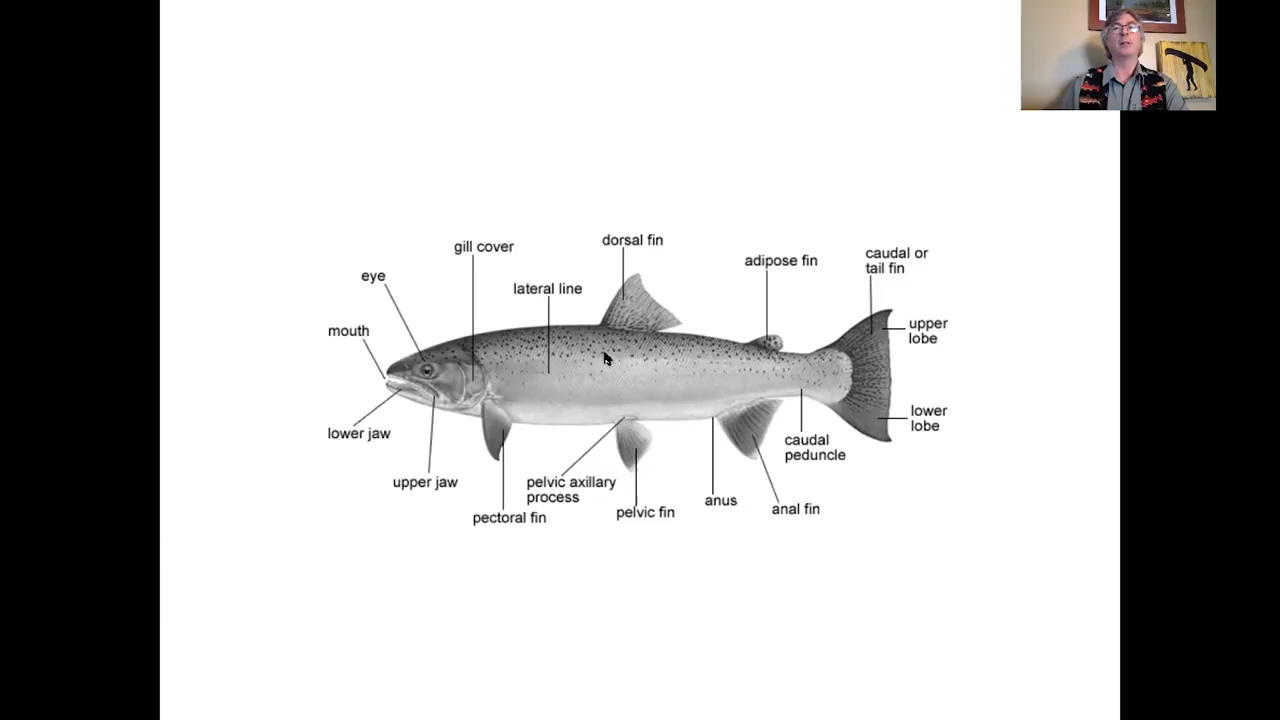 dorsal fin
gill cover
caudal or
tail fin
adipose fin
eye
lateral line
mouth
upper
lobe
lower jaw
lower
lobe
caudal
peduncle
upper jaw
pelvic axillary
process
anus
anal fin
pectoral fin
pelvic fin